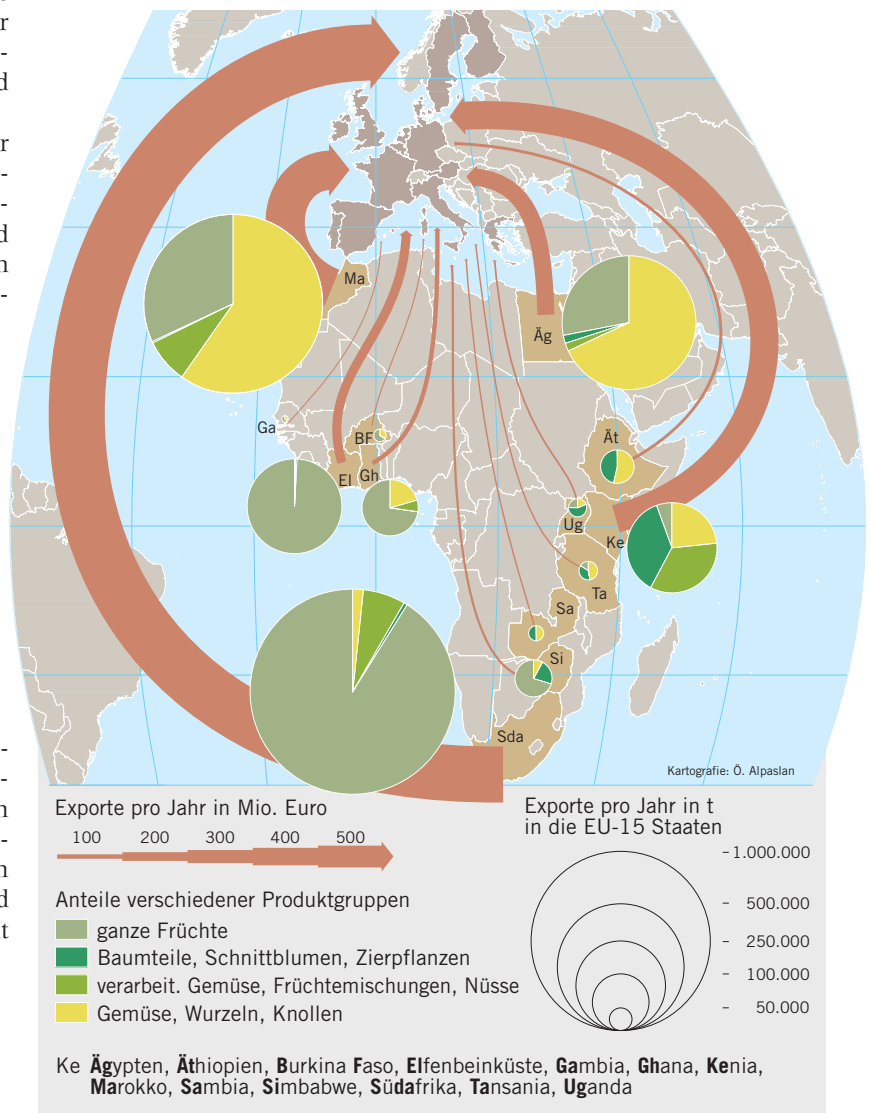 r
-
d
r
-
-
d
n
-
Ma
Äg
Ga
BF
Ät
El
Gh
Ug
Ke
Ta
Sa
Si
Sda
Kartografie: Ö. Alpaslan
-
-
n
-
n
d
t
Exporte pro Jahr in Mio. Euro
100 200 300 400 500
Anteile verschiedener Produktgruppen
ganze Früchte
Baumteile, Schnittblumen, Zierpflanzen
verarbeit. Gemüse, Früchtemischungen, Nüsse
Gemüse, Wurzeln, Knollen
Exporte pro Jahr in t
in die EU-15 Staaten
1.000.000
500.000
250.000
100.000
50.000
Ke Ägypten, Äthiopien, Burkina Faso, Elfenbeinküste, Gambia, Ghana, Kenia,
Marokko, Sambia, Simbabwe, Südafrika, Tansania, Uganda